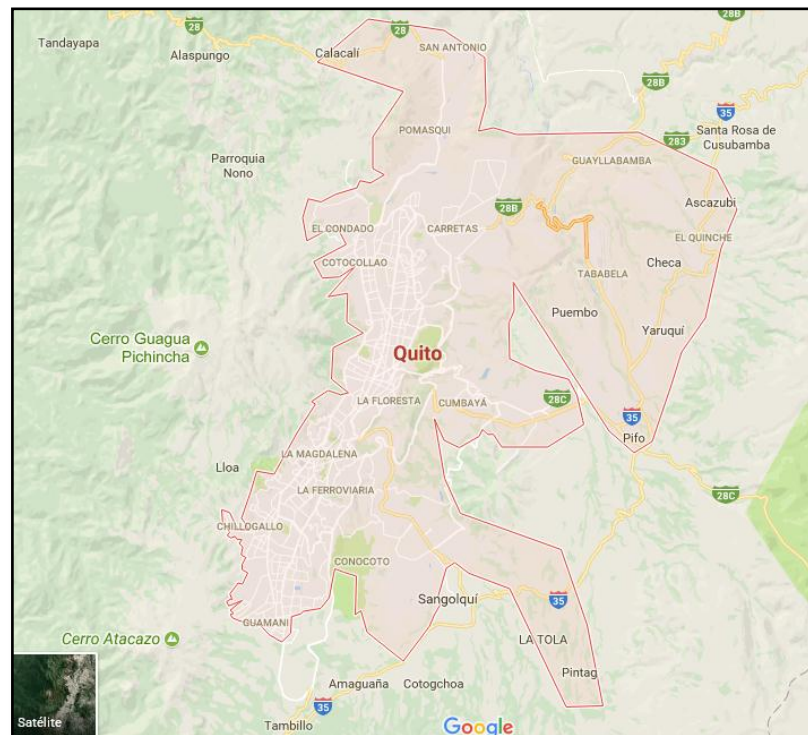 28
28B
Tandayapa
Alaspungo
Calacalí
28
SAN ANTONIO
28B
35
Santa Rosa de
Cusubamba
POMASQUI
283
Parroquia
Nono
GUAYLLABAMBA
Ascazubi
28B
EL CONDADO
CARRETAS
EL QUINCHE
COTOCOLLAO
TABABELA
Checa
Puembo
Yaruquí
Cerro Guagua
Pichincha
Quito
LA FLORESTA
CUMBAYÁ
28C
35
Pifo
LA MAGDALENA
Lloa
LA FERROVIARIA
28C
CHILLOGALLO
CONOCOTO
Sangolquí
35
GUAMANI
Cerro Atacazo
LA TOLA
Pintag
Amaguaña
Cotogchoa
35
Tambillo
Satélite
Google